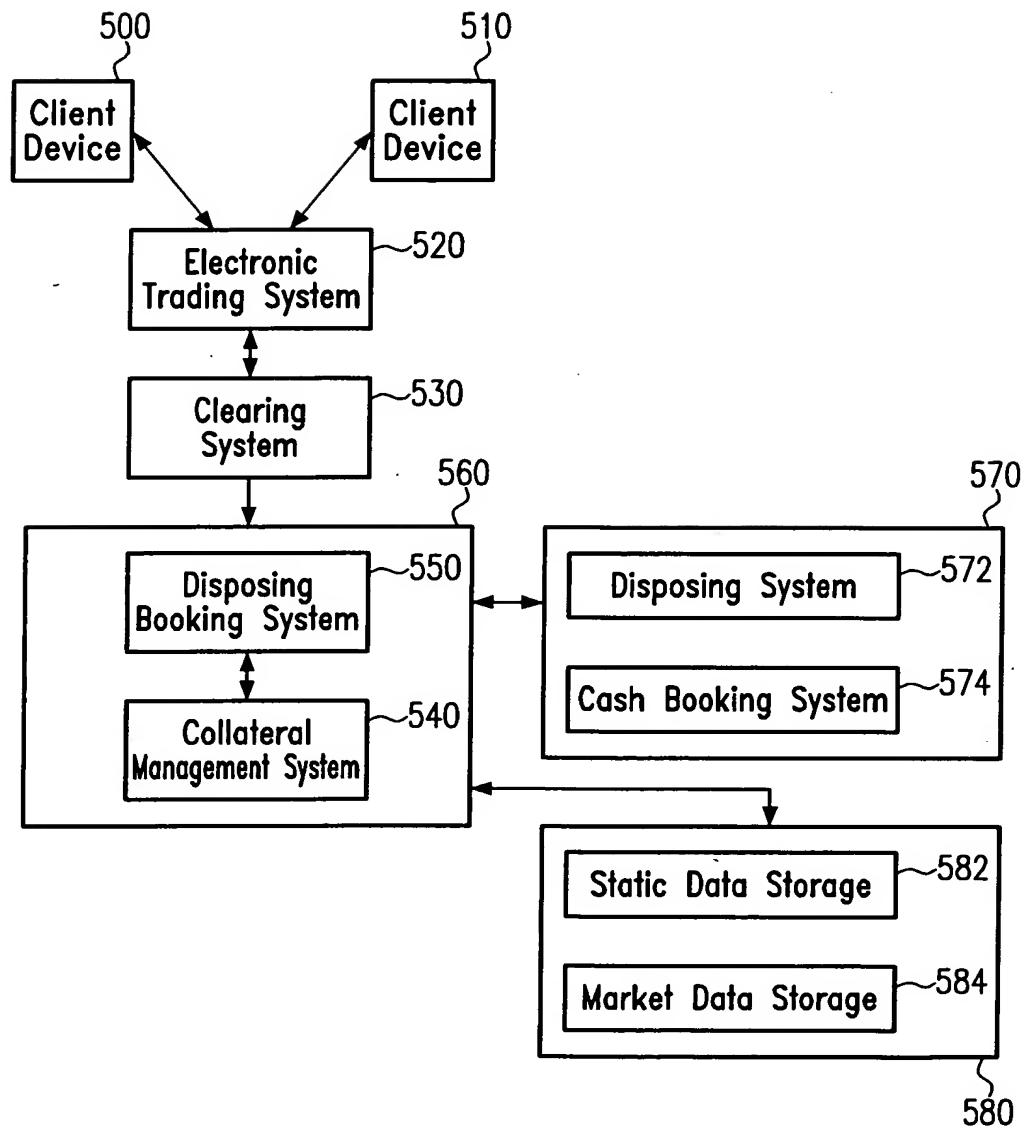 500
510
Client
Device
Client
Device
520
Electronic
Trading System
530
Clearing
System
560
570
550
Disposing
Booking System
572
Disposing System
574
Cash Booking System
540
Collateral
Management System
582
Static Data Storage
584
Market Data Storage
580